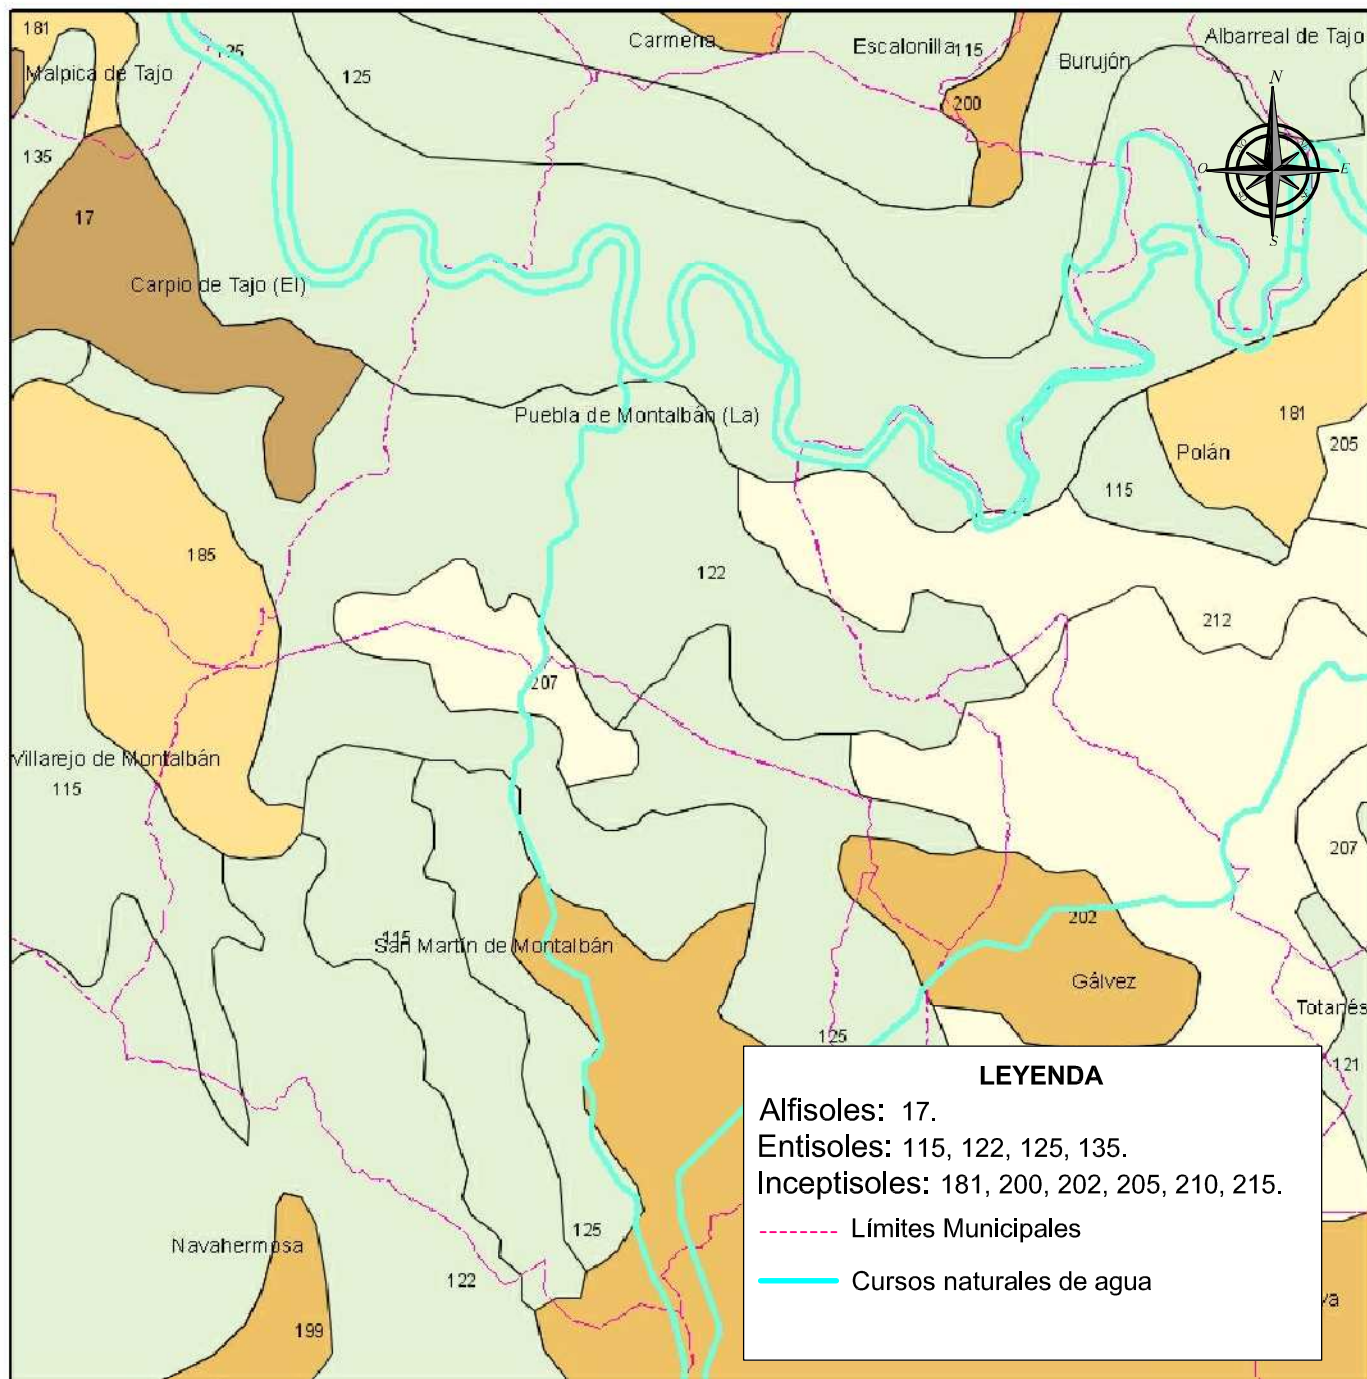 181
Carmena
Escalonilla 115
Albarreal de Tajo
125
Burujón
Malpica de Tajo
125
N
200
135
O
E
17
S
Carpio de Tajo (El)
Puebla de Montalbán (La)
181
205
Polán
115
185
122
212
207
Villarejo de Montalbán
115
207
202
115
San Martín de Montalbán
Gálvez
Totanés
125
121
LEYENDA
Alfisoles: 17.
Entisoles: 115, 122, 125, 135.
Inceptisoles: 181, 200, 202, 205, 210, 215.
Límites Municipales
Cursos naturales de agua
125
Navahermosa
122
va
199